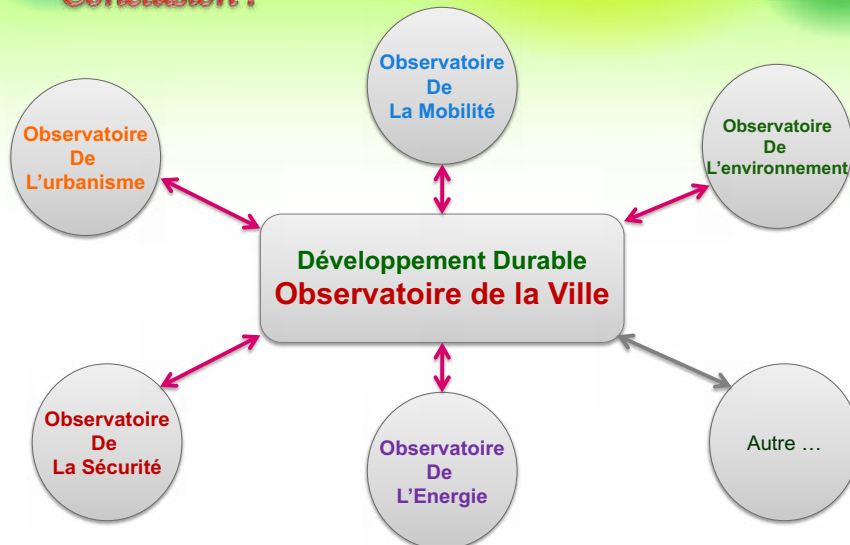 Conclusion :
Observatoire
De
La Mobilité
Observatoire
De
L'urbanisme
Observatoire
De
L'environnement
Développement Durable
Observatoire de la Ville
Observatoire
De
La Sécurité
Observatoire
De
L'Energie
Autre …